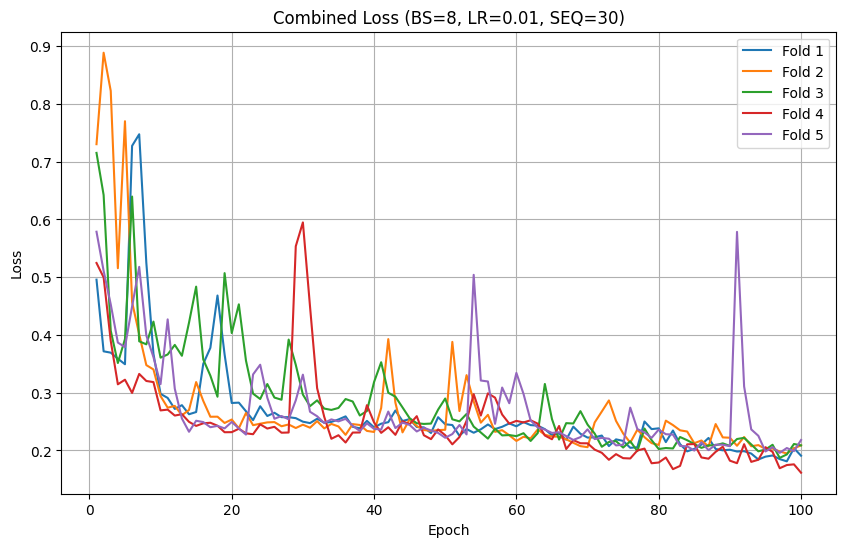 Combined Loss (BS=8, LR=0.01, SEQ=30)
Fold 1
Fold 2
Fold 3
Fold 4
Fold 5
Loss
0.9
0.8
0.7
0.6
0.5
0.4
0.3
0.2
0 20 40 60 80 100
Epoch